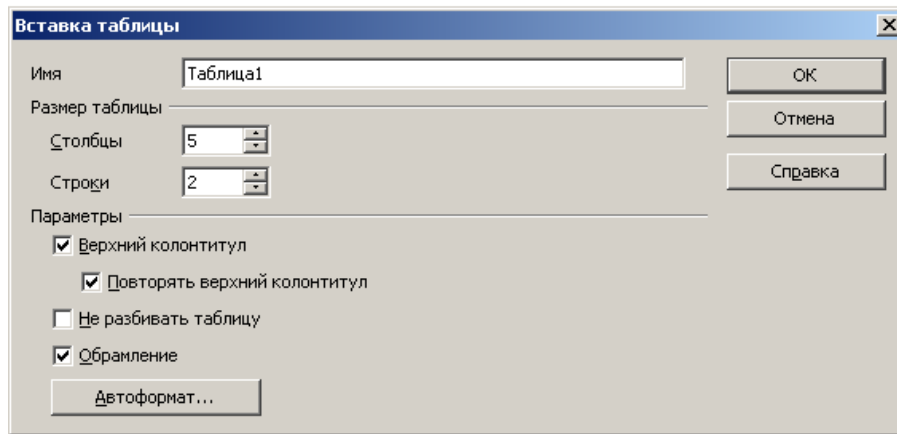 Вставка таблицы
Имя Таблица1
ОК
Размер таблицы
Отмена
Столбцы 5
Строки 2
Справка
Параметры
Верхний колонтитул
Повторять верхний колонтитул
Не разбивать таблицу
Обрамление
Автоформат...